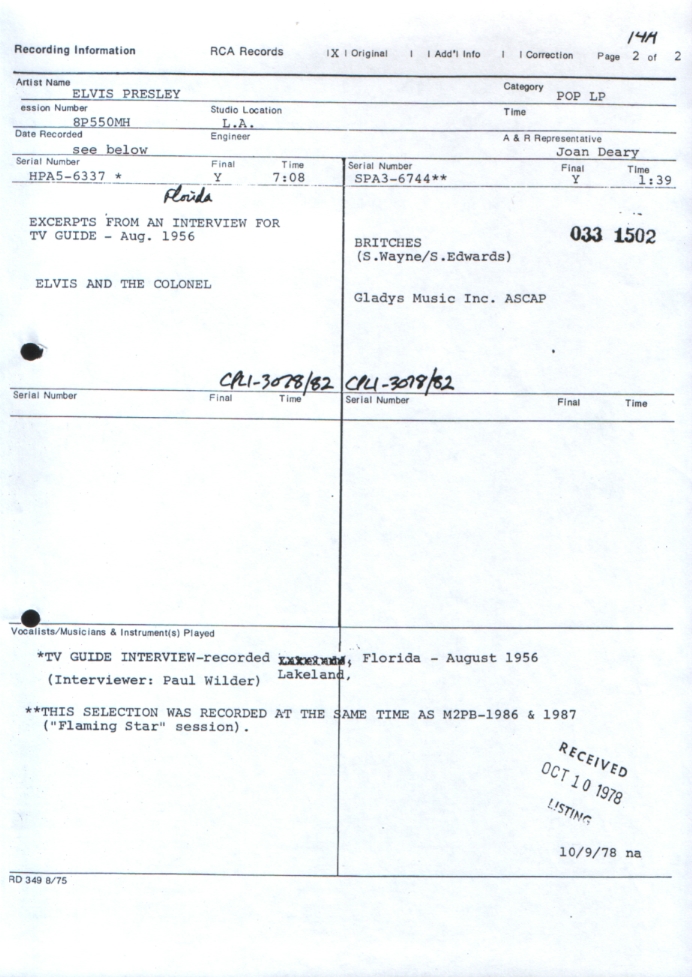 14A
Recording Information RCA Records |X| Original | | Add'l Info | | Correction Page 2 of 2
Artist Name
ELVIS PRESLEY
Category
POP LP
ession Number
8P550MH
Studio Location
L.A.
Time
Date Recorded
see below
Engineer
A & R Representative
Joan Deary
Serial Number Final Time
HPA5-6337 * Y 7:08
Serial Number Final Time
SPA3-6744** Y 1:39
Florida
EXCERPTS FROM AN INTERVIEW FOR
TV GUIDE - Aug. 1956
ELVIS AND THE COLONEL
033 1502
BRITCHES
(S.Wayne/S.Edwards)
Gladys Music Inc. ASCAP
CPL1-3078/82
CPL1-3078/82
Serial Number Final Time
Serial Number Final Time
Vocalists/Musicians & Instrument(s) Played
*TV GUIDE INTERVIEW-recorded , Florida - August 1956
(Interviewer: Paul Wilder) Lakeland,
**THIS SELECTION WAS RECORDED AT THE SAME TIME AS M2PB-1986 & 1987
("Flaming Star" session).
RECEIVED
OCT 10 1978
LISTING
10/9/78 na
RD 349 8/75